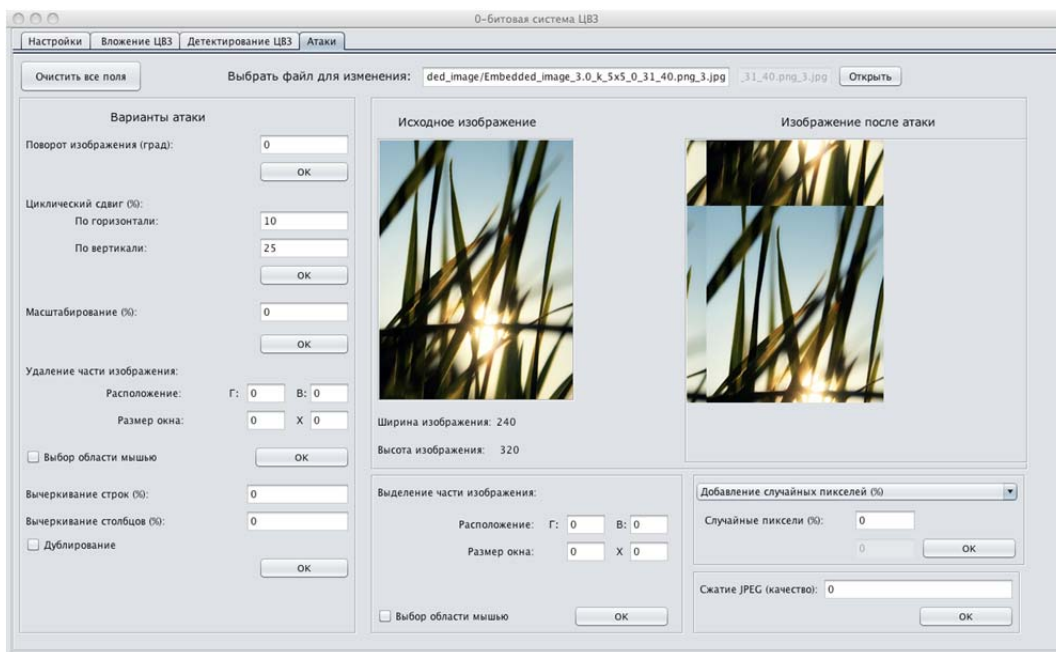 0-битовая система ЦВЗ
Настройки Вложение ЦВЗ Детектирование ЦВЗ Атаки
Очистить все поля
Выбрать файл для изменения: ded_image/Embedded_image_3.0_k_5x5_0_31_40.png_3.jpg _31_40.png_3.jpg Открыть
Варианты атаки
Поворот изображения (град): 0
OK
Циклический сдвиг (%):
По горизонтали: 10
По вертикали: 25
OK
Масштабирование (%): 0
OK
Удаление части изображения:
Расположение: Г: 0 В: 0
Размер окна: 0 X 0
Выбор области мышью OK
Вычеркивание строк (%): 0
Вычеркивание столбцов (%): 0
Дублирование
OK
Исходное изображение
Изображение после атаки
Ширина изображения: 240
Высота изображения: 320
Выделение части изображения:
Расположение: Г: 0 В: 0
Размер окна: 0 X 0
Выбор области мышью OK
Добавление случайных пикселей (%)
Случайные пиксели (%): 0
0 OK
Сжатие JPEG (качество): 0
OK